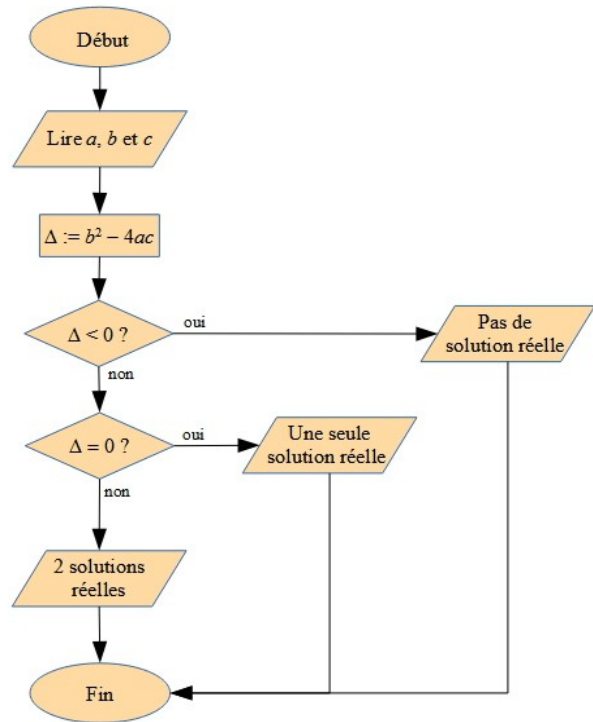 Début
Lire a, b et c
Δ := b² − 4ac
Δ < 0 ?
oui
Pas de
solution réelle
non
Δ = 0 ?
oui
Une seule
solution réelle
non
2 solutions
réelles
Fin